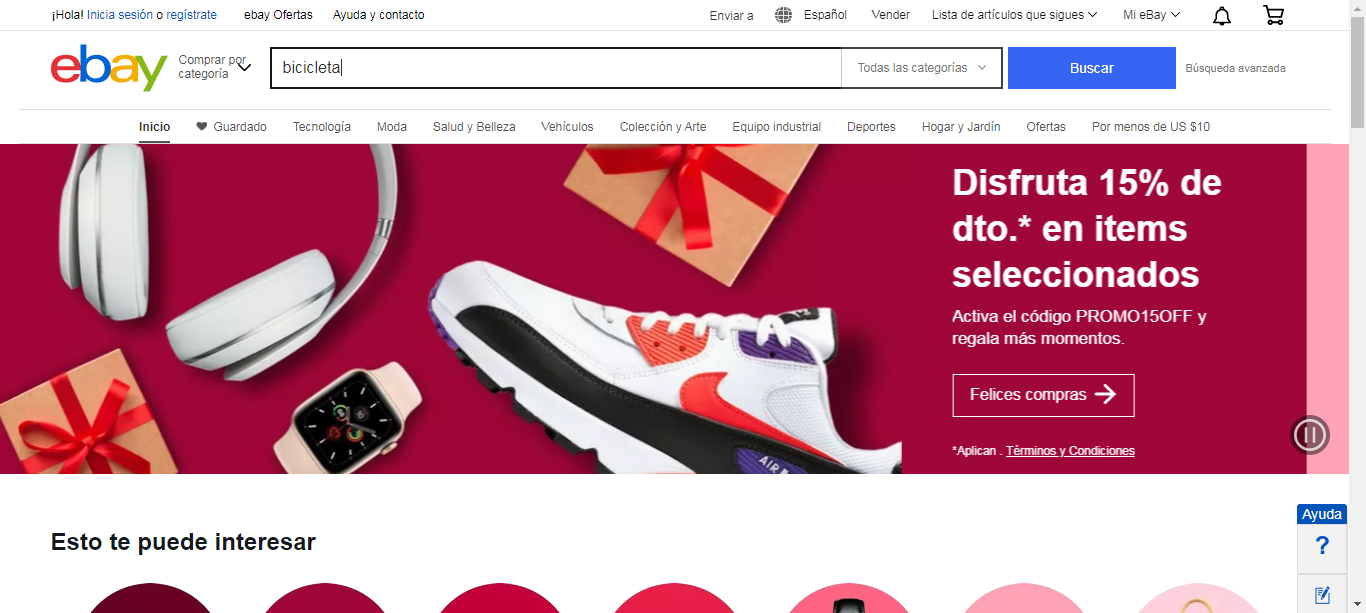 ¡Hola! Inicia sesión o regístrate ebay Ofertas Ayuda y contacto Enviar a Español Vender Lista de artículos que sigues Mi eBay
ebay Comprar por categoría bicicleta Todas las categorías Buscar Búsqueda avanzada
Inicio Guardado Tecnología Moda Salud y Belleza Vehículos Colección y Arte Equipo industrial Deportes Hogar y Jardín Ofertas Por menos de US $10
Disfruta 15% de
dto.* en items
seleccionados
Activa el código PROMO15OFF y
regala más momentos.
Felices compras
*Aplican . Términos y Condiciones
AIR
Ayuda
?
Esto te puede interesar